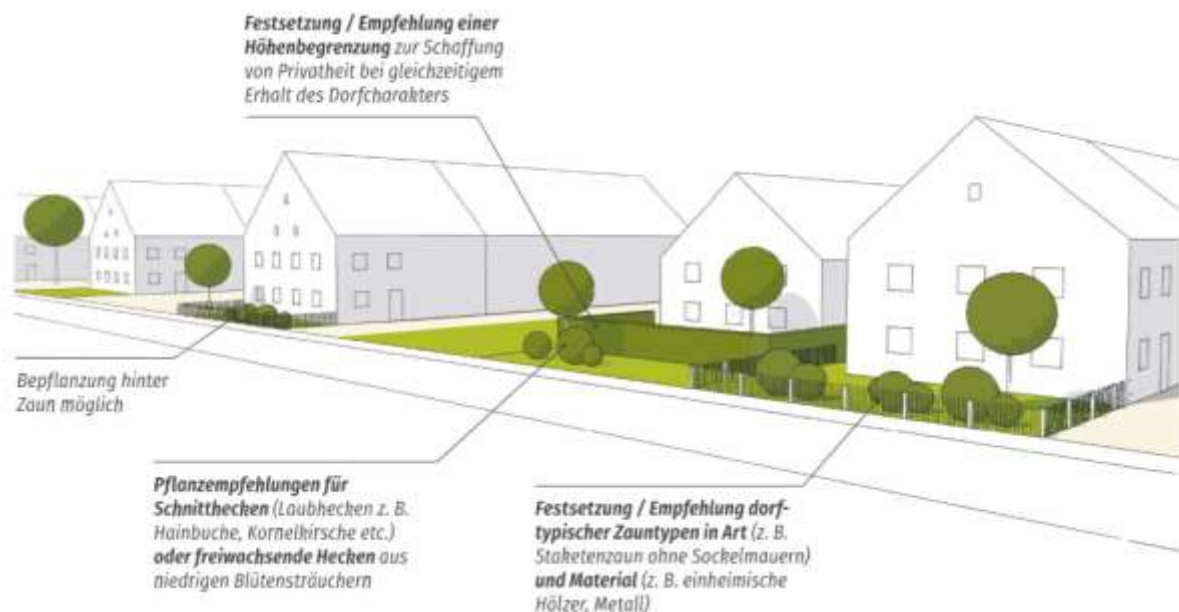 Festsetzung / Empfehlung einer
Höhenbegrenzung zur Schaffung
von Privatheit bei gleichzeitigem
Erhalt des Dorfcharakters
Bepflanzung hinter
Zaun möglich
Pflanzempfehlungen für
Schnitthecken (Laubhecken z. B.
Hainbuche, Kornelkirsche etc.)
oder freiwachsende Hecken aus
niedrigen Blütensträuchern
Festsetzung / Empfehlung dorf-
typischer Zauntypen in Art (z. B.
Staketenzaun ohne Sockelmauern)
und Material (z. B. einheimische
Hölzer, Metall)